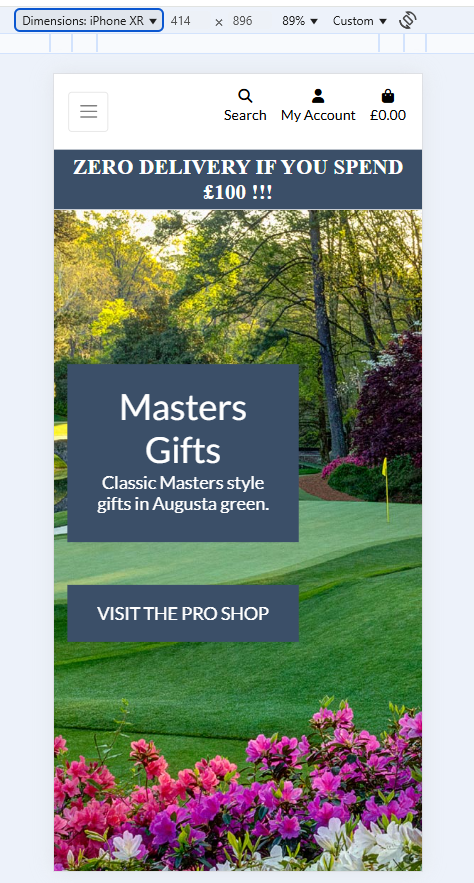 Dimensions: iPhone XR ▼ 414 × 896 89% ▼ Custom ▼
Search My Account £0.00
ZERO DELIVERY IF YOU SPEND
£100 !!!
Masters
Gifts
Classic Masters style
gifts in Augusta green.
VISIT THE PRO SHOP